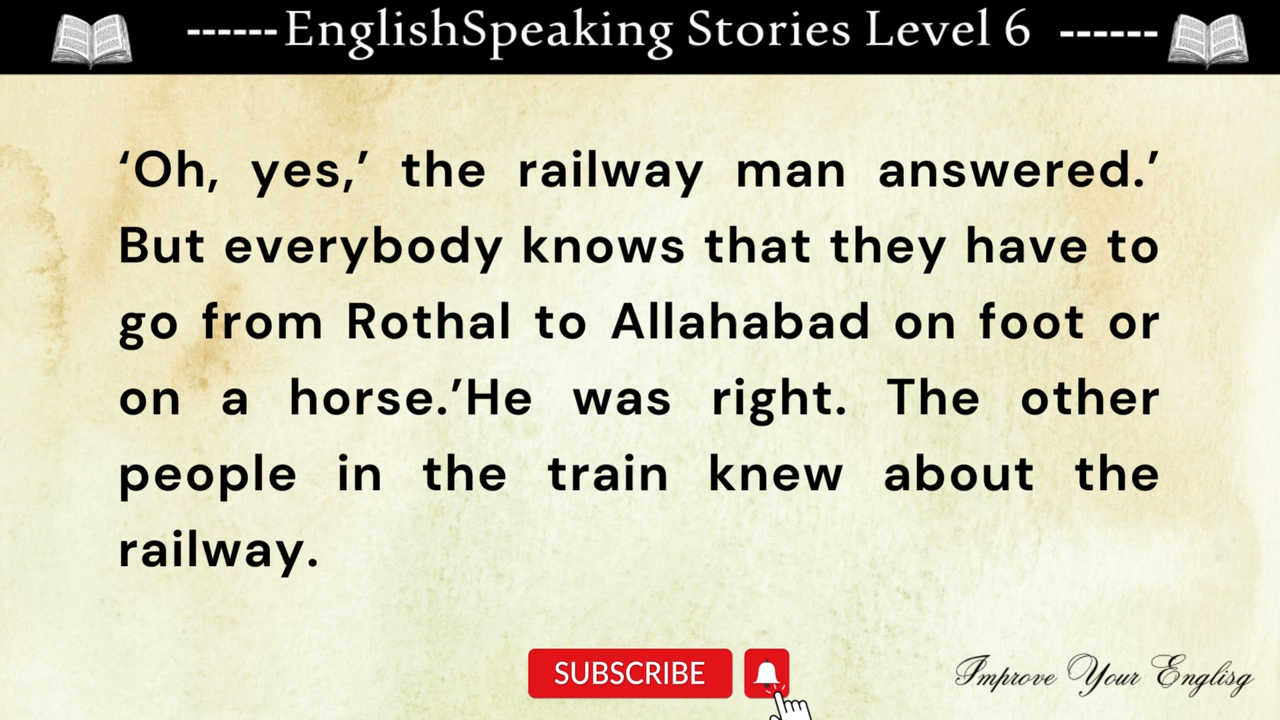 ------EnglishSpeaking Stories Level 6 ------
‘Oh, yes,’ the railway man answered.’
But everybody knows that they have to
go from Rothal to Allahabad on foot or
on a horse.’He was right. The other
people in the train knew about the
railway.
SUBSCRIBE
Improve Your Englisg